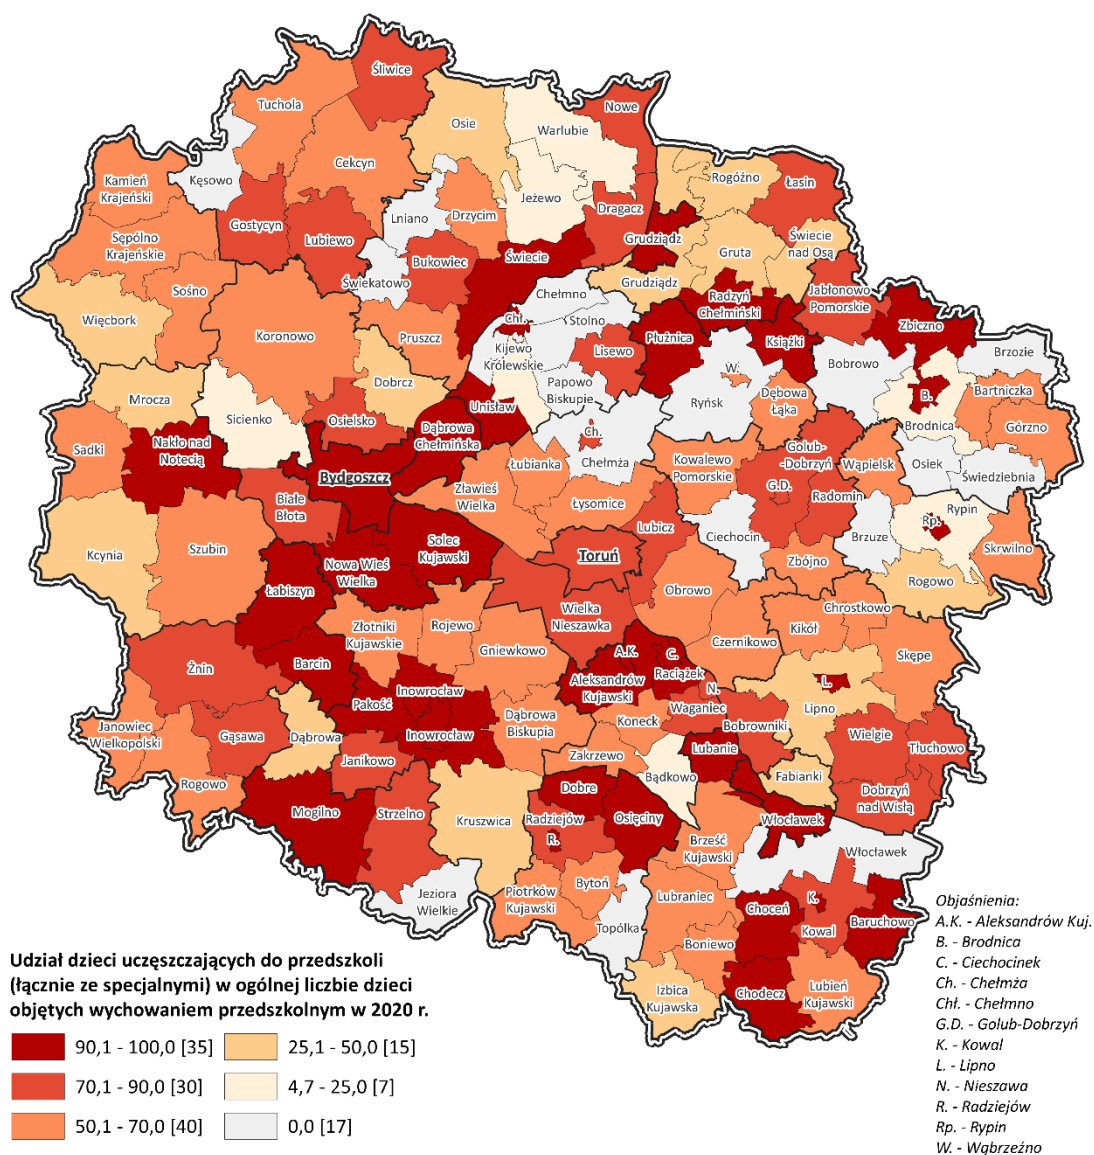 Śliwice
Tuchola
Nowe
Osie
Warlubie
Cekcyn
Kęsowo
Kamień
Krajeński
Rogóźno
Łasin
Jeżewo
Dragacz
Lniano
Drzycim
Gostycyn
Lubiewo
Sępólno
Krajeńskie
Grudziądz
Świecie
nad Osą
Gruta
Świecie
Bukowiec
Świekatowo
Grudziądz
Sośno
Chełmno
Radzyń
Chełmiński
Jabłonowo
Pomorskie
Więcbork
Chł.
Stolno
Zbiczno
Koronowo
Pruszcz
Płużnica
Książki
Kijewo
Królewskie
Lisewo
Brzozie
Bobrowo
W.
Dobrcz
Papowo
Biskupie
Mrocza
Dębowa
Łąka
B.
Bartniczka
Ryńsk
Unisław
Sicienko
Osielsko
Brodnica
Górzno
Dąbrowa
Chełmińska
Ch.
Nakło nad
Notecią
Sadki
Golub-
-Dobrzyń
Chełmża
Łubianka
Kowalewo
Pomorskie
Wąpielsk
Osiek
Świedziebnia
Bydgoszcz
G.D.
Radomin
Zławieś
Wielka
Łysomice
Białe
Błota
Rypin
Rp.
Lubicz
Ciechocin
Brzuze
Solec
Kujawski
Szubin
Kcynia
Toruń
Skrwilno
Zbójno
Nowa Wieś
Wielka
Rogowo
Łabiszyn
Obrowo
Wielka
Nieszawka
Chrostkowo
Złotniki
Kujawskie
Rojewo
Kikół
Czernikowo
Gniewkowo
A.K.
C.
Raciążek
Skępe
Żnin
Barcin
Aleksandrów
Kujawski
L.
Inowrocław
N.
Pakość
Waganiec
Lipno
Dąbrowa
Biskupia
Koneck
Bobrowniki
Janowiec
Wielkopolski
Gąsawa
Dąbrowa
Inowrocław
Wielgie
Tłuchowo
Lubanie
Zakrzewo
Janikowo
Bądkowo
Fabianki
Rogowo
Dobre
Dobrzyń
nad Wisłą
Mogilno
Strzelno
Kruszwica
Radziejów
Osięciny
Włocławek
R.
Brześć
Kujawski
Włocławek
Bytoń
Jeziora
Wielkie
Piotrków
Kujawski
Lubraniec
K.
Choceń
Topólka
Kowal
Baruchowo
Boniewo
Izbica
Kujawska
Chodecz
Lubień
Kujawski
Udział dzieci uczęszczających do przedszkoli
(łącznie ze specjalnymi) w ogólnej liczbie dzieci
objętych wychowaniem przedszkolnym w 2020 r.
90,1 - 100,0 [35]
25,1 - 50,0 [15]
70,1 - 90,0 [30]
4,7 - 25,0 [7]
50,1 - 70,0 [40]
0,0 [17]
Objaśnienia:
A.K. - Aleksandrów Kuj.
B. - Brodnica
C. - Ciechocinek
Ch. - Chełmża
Chł. - Chełmno
G.D. - Golub-Dobrzyń
K. - Kowal
L. - Lipno
N. - Nieszawa
R. - Radziejów
Rp. - Rypin
W. - Wąbrzeźno